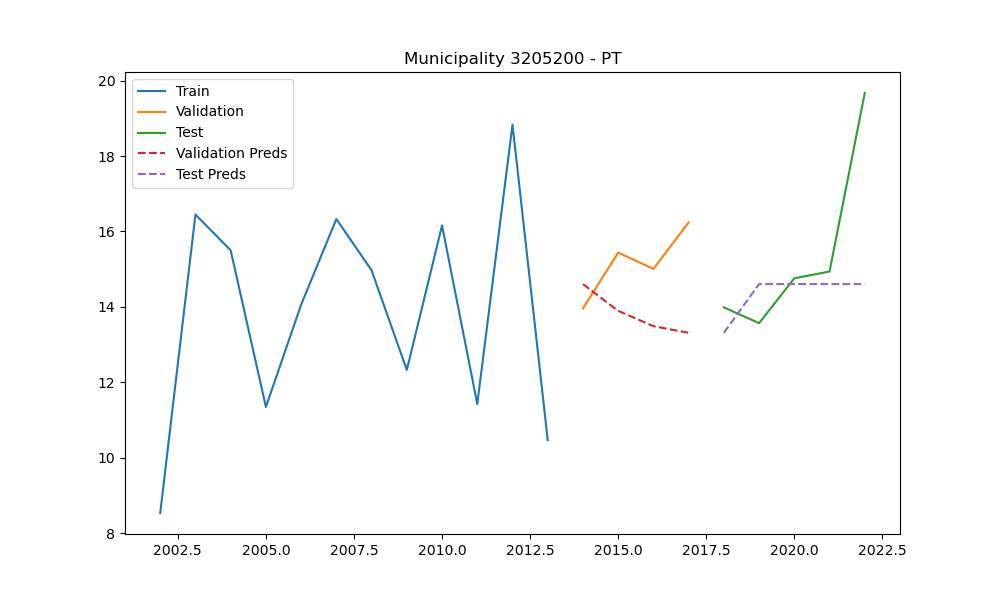 Municipality 3205200 - PT
Train
Validation
Test
Validation Preds
Test Preds
20
18
16
14
12
10
8
2002.5 2005.0 2007.5 2010.0 2012.5 2015.0 2017.5 2020.0 2022.5